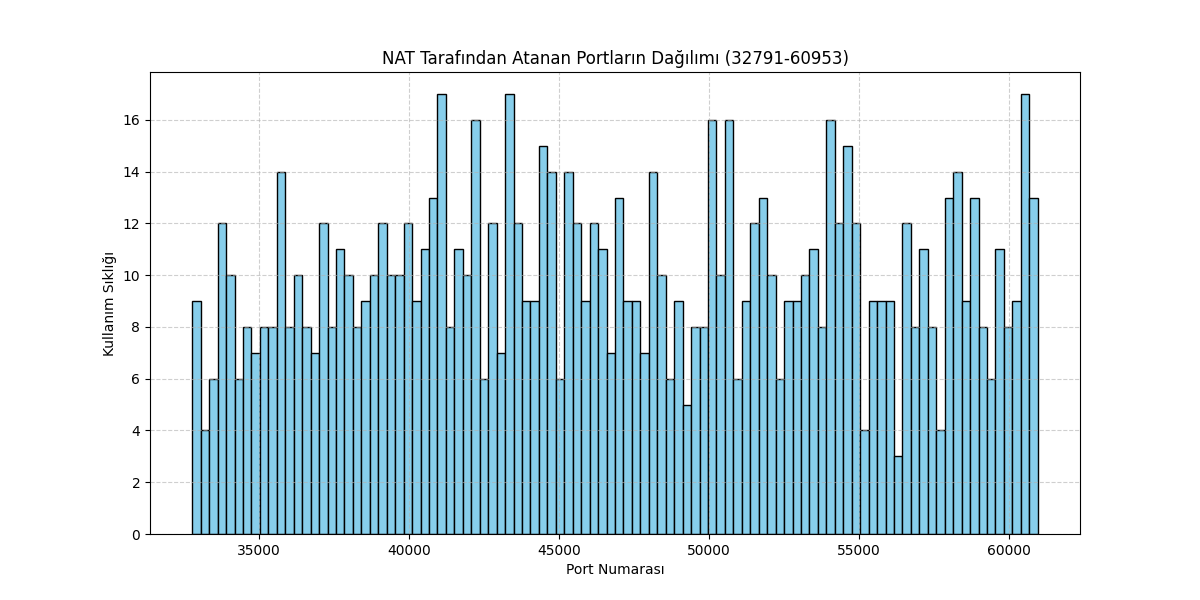 NAT Tarafından Atanan Portların Dağılımı (32791-60953)
Kullanım Sıklığı
16
14
12
10
8
6
4
2
0
35000 40000 45000 50000 55000 60000
Port Numarası